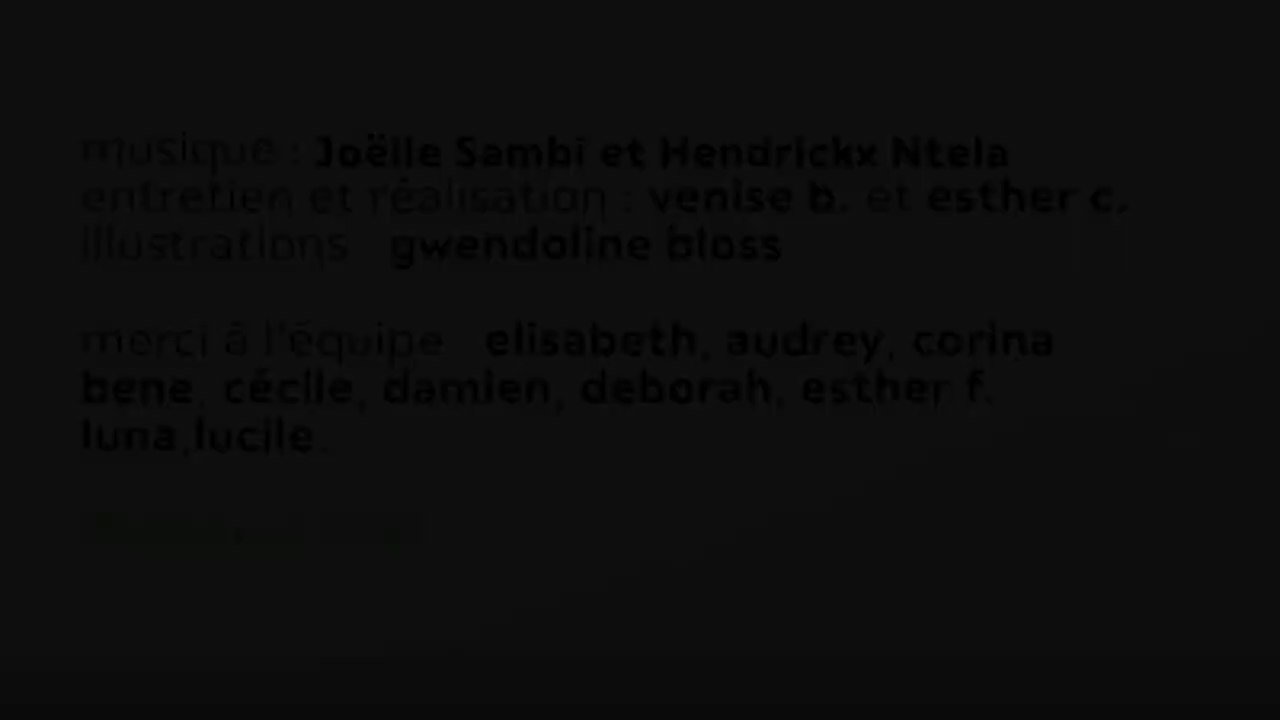 musique : Joëlle Sambi et Hendrickx Ntela
entretien et réalisation : venise b. et esther c.
illustrations : gwendoline bloss
merci à l'équipe : elisabeth, audrey, corina
bene, cécile, damien, deborah, esther f.
luna,lucile.